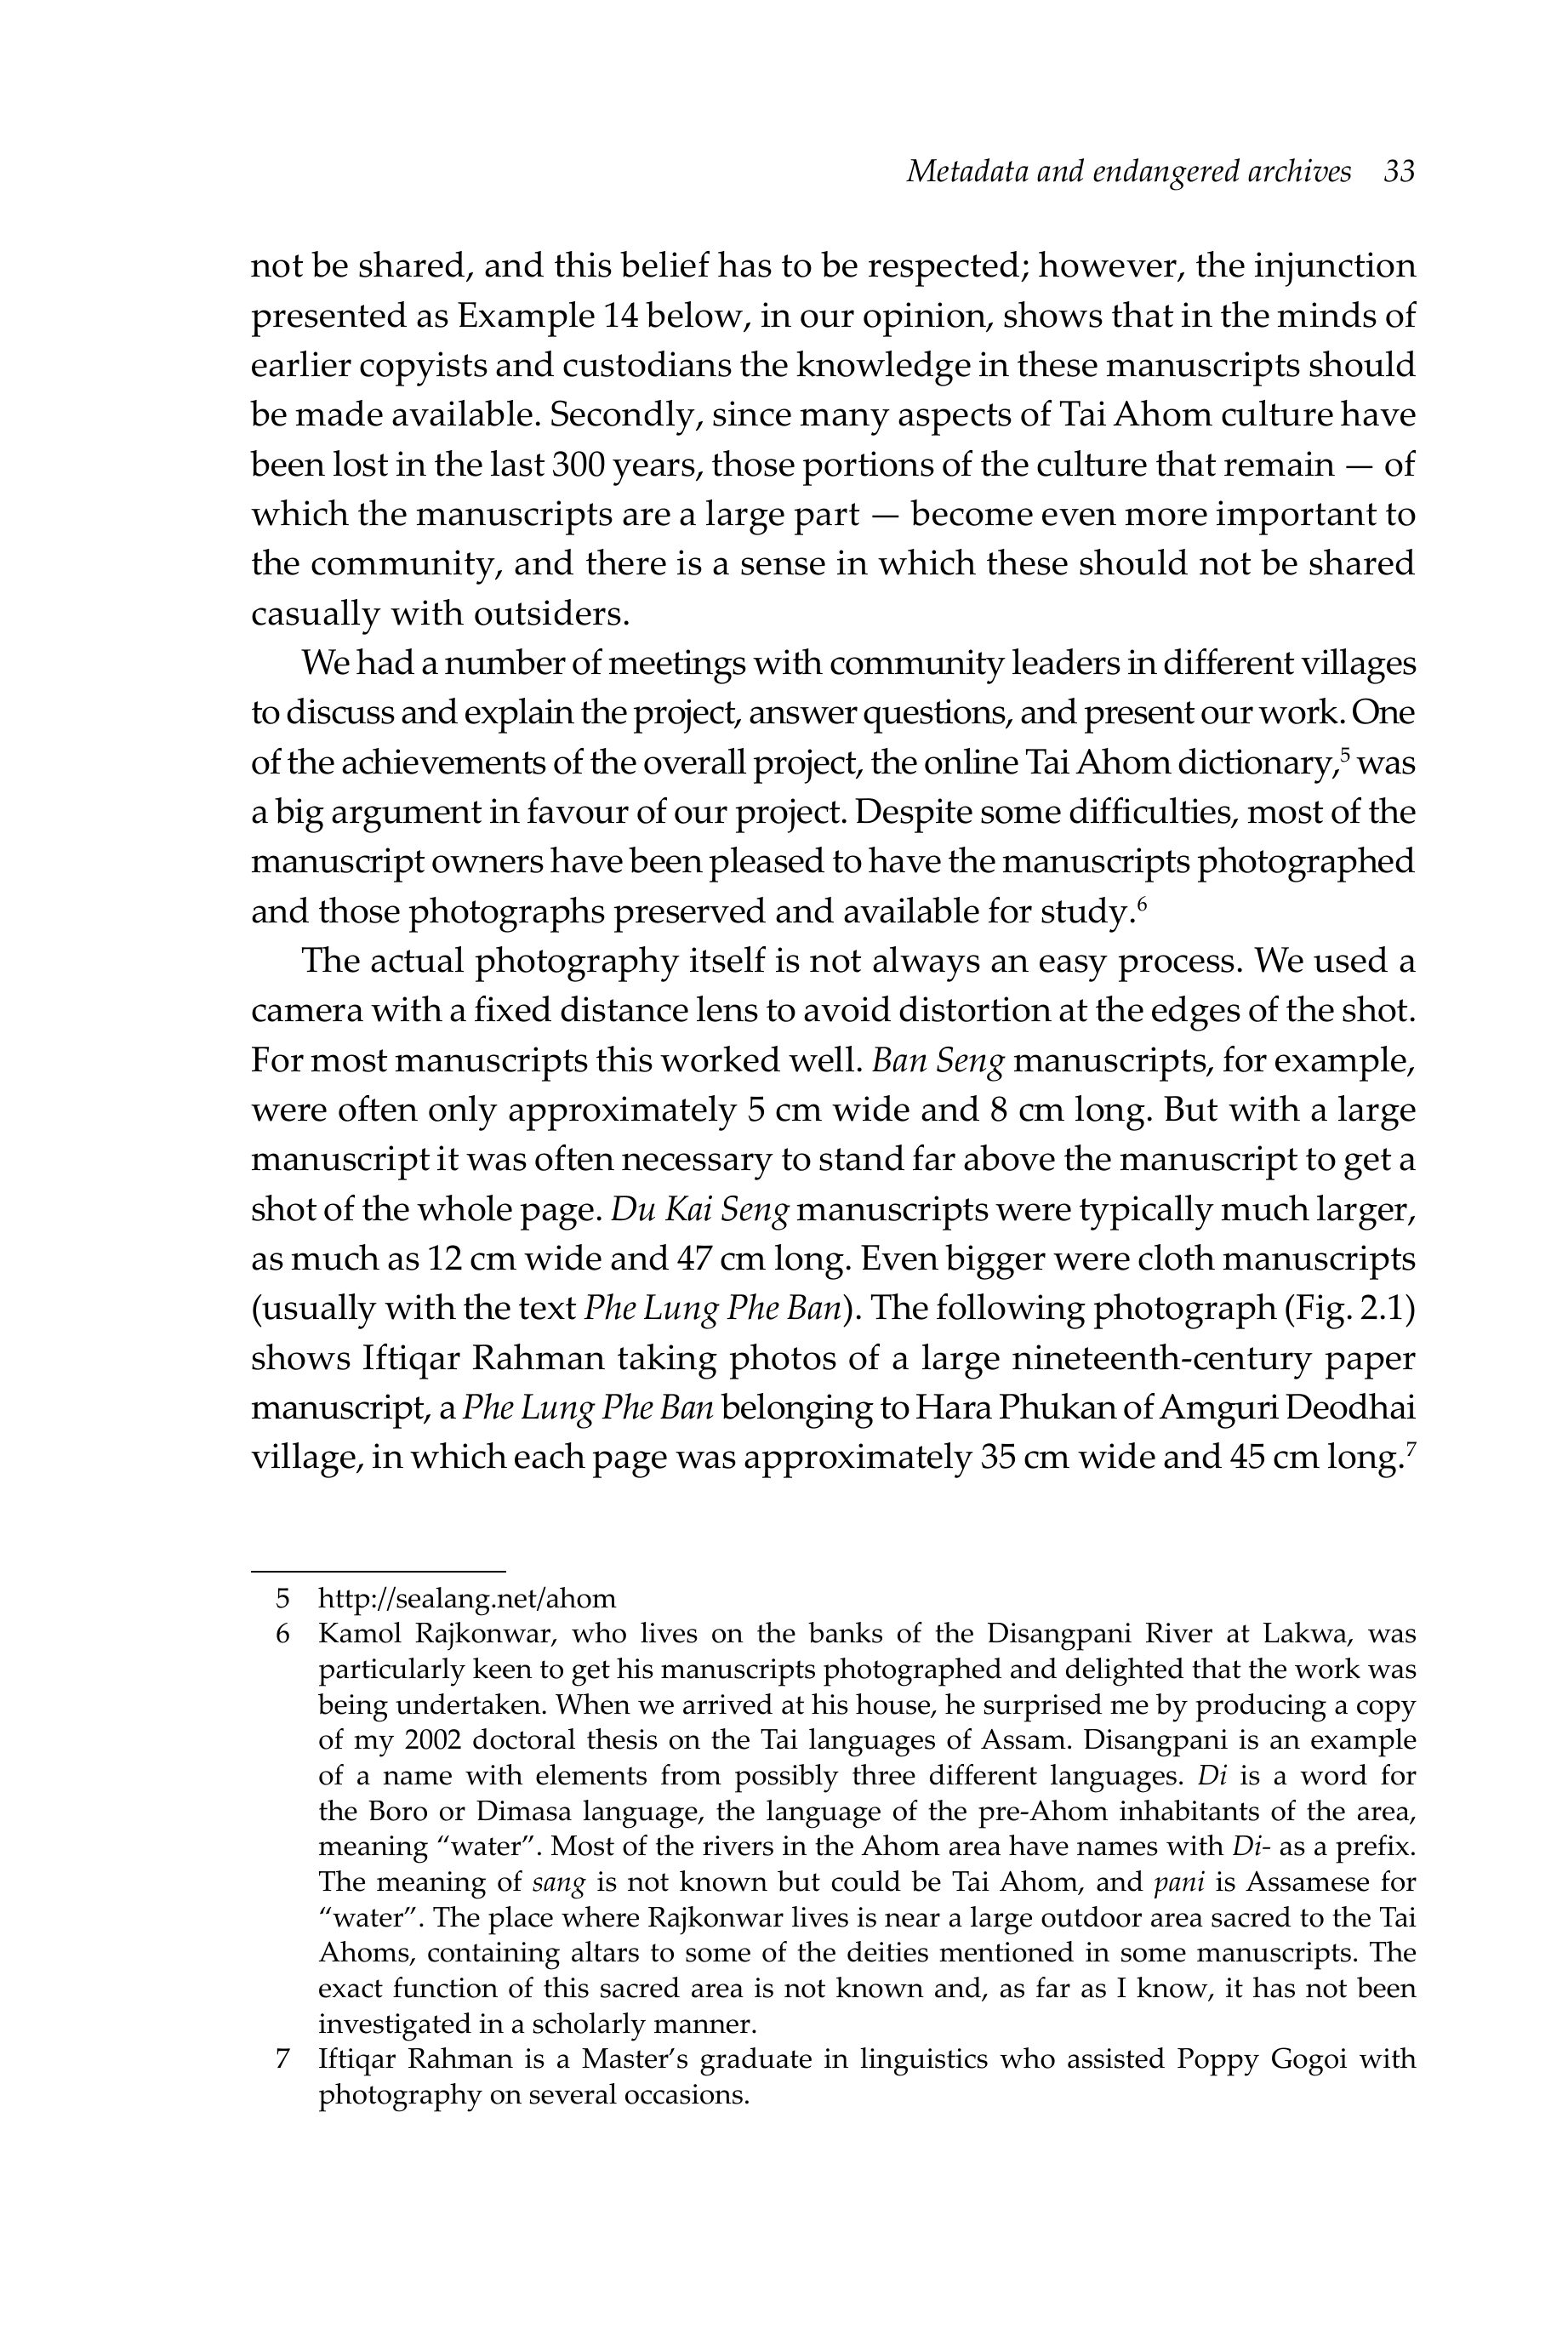 Metadata and endangered archives 33
not be shared, and this belief has to be respected; however, the injunction
presented as Example 14 below, in our opinion, shows that in the minds of
earlier copyists and custodians the knowledge in these manuscripts should
be made available. Secondly, since many aspects of Tai Ahom culture have
been lost in the last 300 years, those portions of the culture that remain — of
which the manuscripts are a large part — become even more important to
the community, and there is a sense in which these should not be shared
casually with outsiders.
We had a number of meetings with community leaders in different villages
to discuss and explain the project, answer questions, and present our work. One
of the achievements of the overall project, the online Tai Ahom dictionary,5 was
a big argument in favour of our project. Despite some difficulties, most of the
manuscript owners have been pleased to have the manuscripts photographed
and those photographs preserved and available for study.6
The actual photography itself is not always an easy process. We used a
camera with a fixed distance lens to avoid distortion at the edges of the shot.
For most manuscripts this worked well. Ban Seng manuscripts, for example,
were often only approximately 5 cm wide and 8 cm long. But with a large
manuscript it was often necessary to stand far above the manuscript to get a
shot of the whole page. Du Kai Seng manuscripts were typically much larger,
as much as 12 cm wide and 47 cm long. Even bigger were cloth manuscripts
(usually with the text Phe Lung Phe Ban). The following photograph (Fig. 2.1)
shows Iftiqar Rahman taking photos of a large nineteenth-century paper
manuscript, a Phe Lung Phe Ban belonging to Hara Phukan of Amguri Deodhai
village, in which each page was approximately 35 cm wide and 45 cm long.7
5 http://sealang.net/ahom
6 Kamol Rajkonwar, who lives on the banks of the Disangpani River at Lakwa, was
particularly keen to get his manuscripts photographed and delighted that the work was
being undertaken. When we arrived at his house, he surprised me by producing a copy
of my 2002 doctoral thesis on the Tai languages of Assam. Disangpani is an example
of a name with elements from possibly three different languages. Di is a word for
the Boro or Dimasa language, the language of the pre-Ahom inhabitants of the area,
meaning “water”. Most of the rivers in the Ahom area have names with Di- as a prefix.
The meaning of sang is not known but could be Tai Ahom, and pani is Assamese for
“water”. The place where Rajkonwar lives is near a large outdoor area sacred to the Tai
Ahoms, containing altars to some of the deities mentioned in some manuscripts. The
exact function of this sacred area is not known and, as far as I know, it has not been
investigated in a scholarly manner.
7 Iftiqar Rahman is a Master’s graduate in linguistics who assisted Poppy Gogoi with
photography on several occasions.